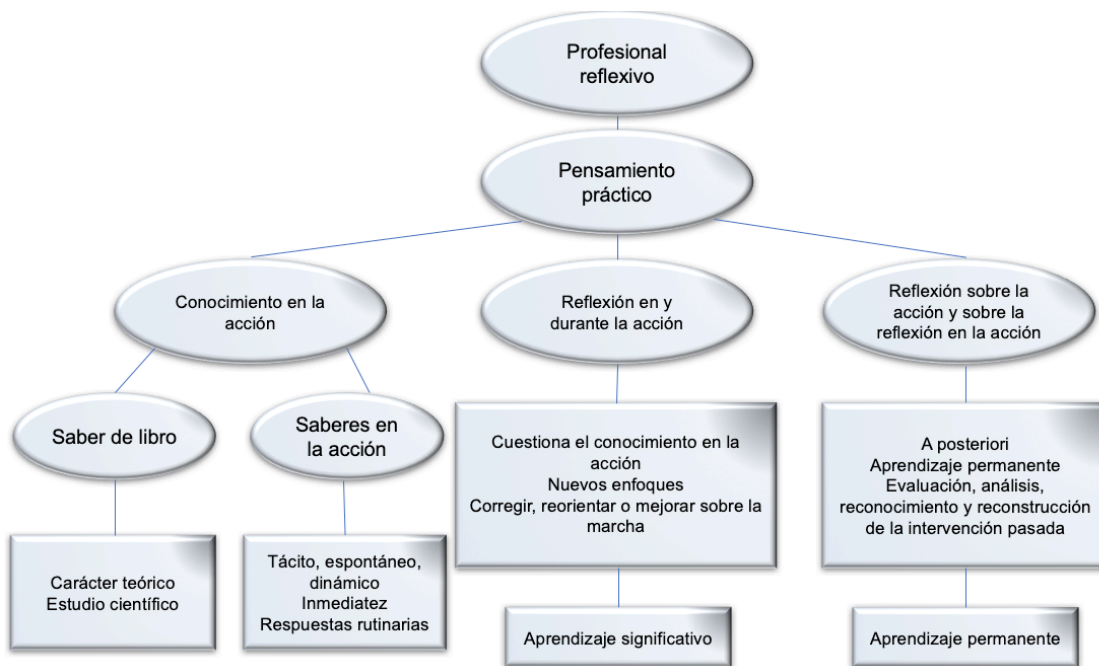 Profesional
reflexivo
Pensamiento
práctico
Conocimiento en la
acción
Reflexión en y
durante la acción
Reflexión sobre la
acción y sobre la
reflexión en la acción
Saber de libro
Saberes en
la acción
Cuestiona el conocimiento en la
acción
Nuevos enfoques
Corregir, reorientar o mejorar sobre la
marcha
A posteriori
Aprendizaje permanente
Evaluación, análisis,
reconocimiento y reconstrucción
de la intervención pasada
Carácter teórico
Estudio científico
Tácito, espontáneo,
dinámico
Inmediatez
Respuestas rutinarias
Aprendizaje significativo
Aprendizaje permanente